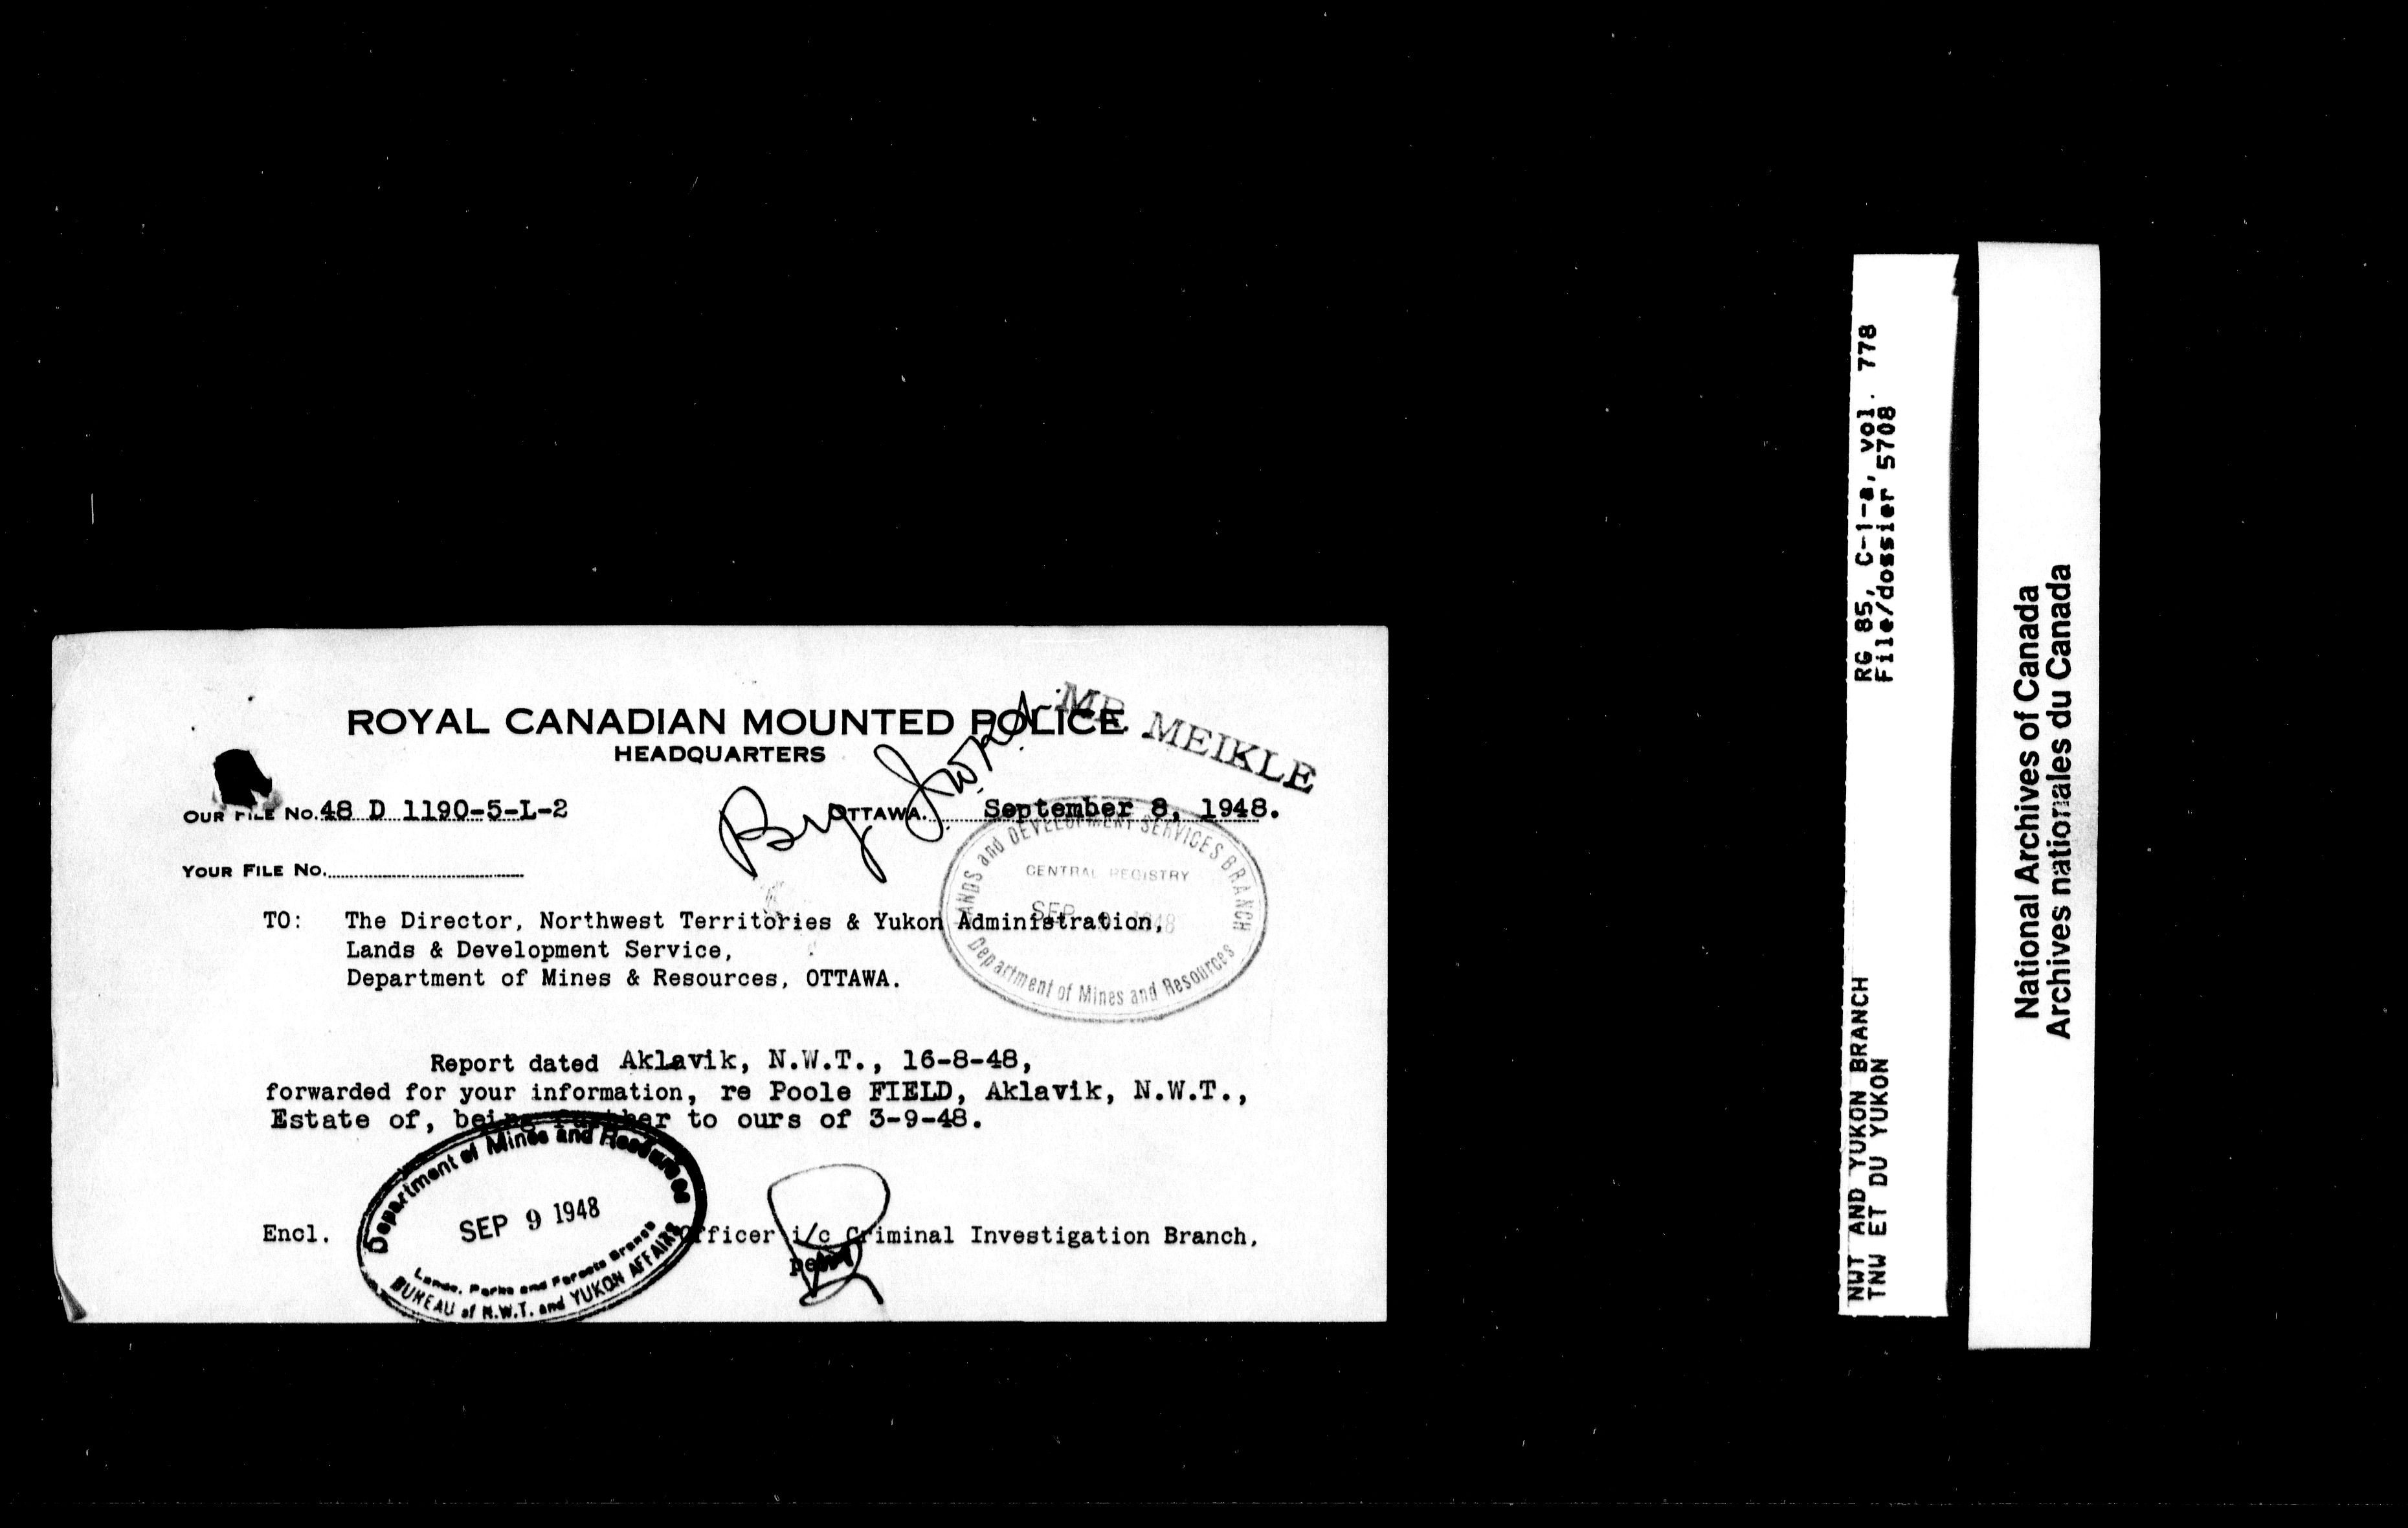 ROYAL CANADIAN MOUNTED POLICE
HEADQUARTERS
MR. MEIKLE
OUR FILE No. 48 D 1190-5-L-2
OTTAWA. September 8, 1948.
YOUR FILE No.
LANDS and DEVELOPMENT SERVICES BRANCH
CENTRAL REGISTRY
SEP 1948
Department of Mines and Resources
TO: The Director, Northwest Territories & Yukon Administration,
Lands & Development Service,
Department of Mines & Resources, OTTAWA.
Report dated Aklavik, N.W.T., 16-8-48,
forwarded for your information, re Poole FIELD, Aklavik, N.W.T.,
Estate of, being further to ours of 3-9-48.
Department of Mines and Resources
SEP 9 1948
Lands, Parks and Forests Branch
BUREAU of N.W.T. and YUKON AFFAIRS
Encl.
Officer i/c Criminal Investigation Branch,
RG 85, C-1-a, vol. 778
File/dossier 5708
NWT AND YUKON BRANCH
TNW ET DU YUKON
National Archives of Canada
Archives nationales du Canada